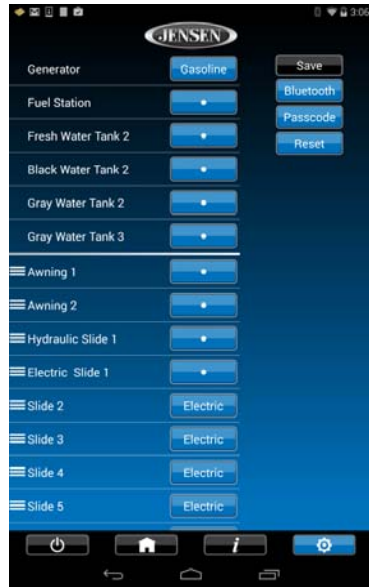 3:06
JENSEN
Generator Gasoline Save
Fuel Station Bluetooth
Fresh Water Tank 2 Passcode
Reset
Black Water Tank 2
Gray Water Tank 2
Gray Water Tank 3
Awning 1
Awning 2
Hydraulic Slide 1
Electric Slide 1
Slide 2 Electric
Slide 3 Electric
Slide 4 Electric
Slide 5 Electric
i